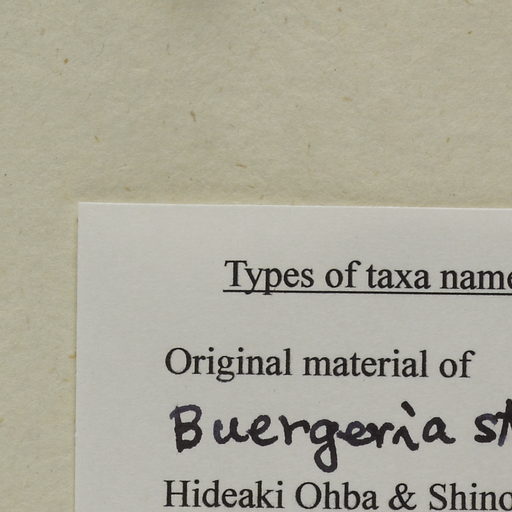 Types of taxa name
Original material of
Buergeria st
Hideaki Ohba & Shino